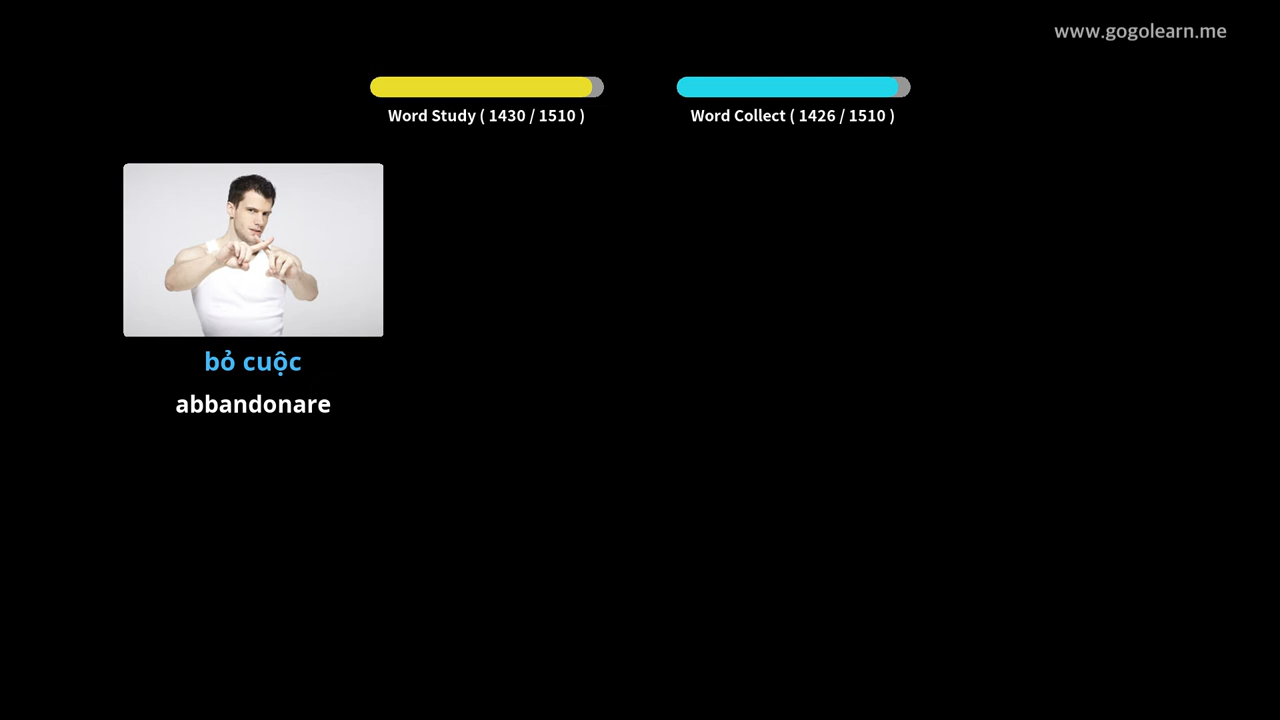 www.gogolearn.me
Word Study ( 1430 / 1510 )
Word Collect ( 1426 / 1510 )
bỏ cuộc
abbandonare